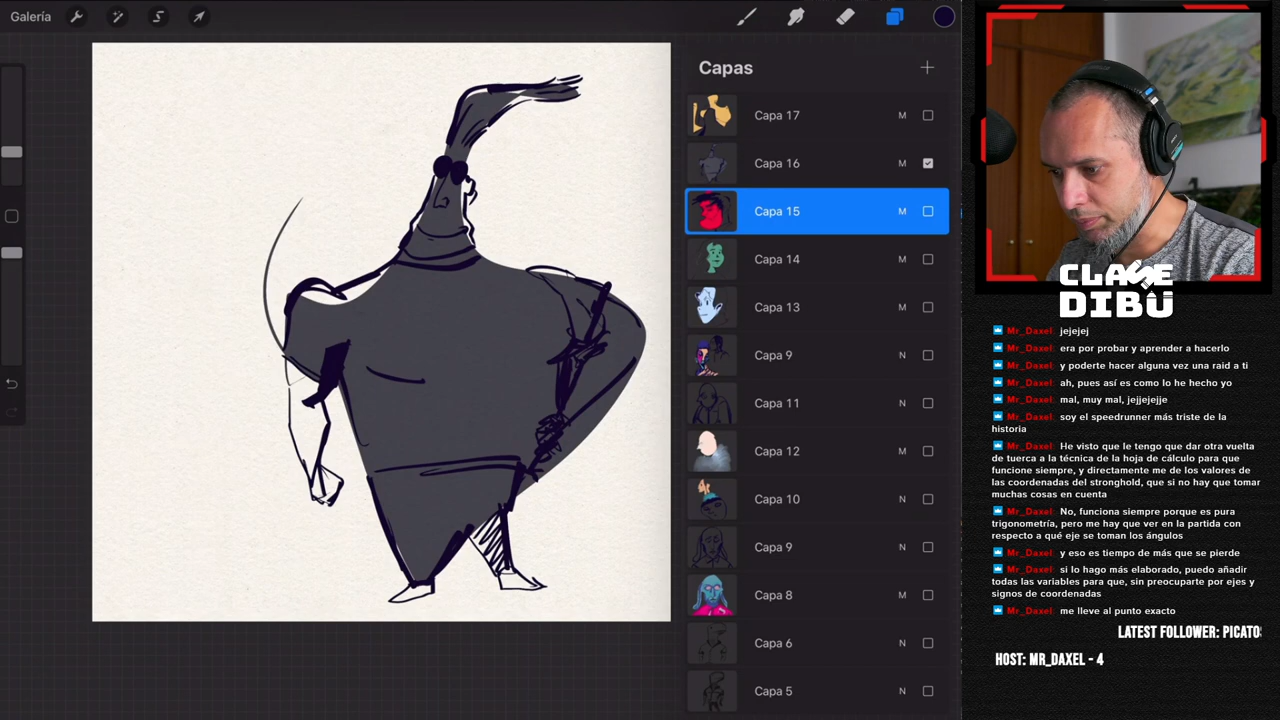 Galería
Capas
Capa 17 M
Capa 16 M
Capa 15 M
Capa 14 M
Capa 13 M
Capa 9 N
Capa 11 N
Capa 12 M
Capa 10 N
Capa 9 N
Capa 8 M
Capa 6 N
Capa 5 N
CLASE
DIBU
Mr_Daxel: jejejej
Mr_Daxel: era por probar y aprender a hacerlo
Mr_Daxel: y poderte hacer alguna vez una raid a ti
Mr_Daxel: ah, pues así es como lo he hecho yo
Mr_Daxel: mal, muy mal, jejjejejje
Mr_Daxel: soy el speedrunner más triste de la
historia
Mr_Daxel: He visto que le tengo que dar otra vuelta
de tuerca a la técnica de la hoja de cálculo para que
funcione siempre, y directamente me de los valores de
las coordenadas del stronghold, que si no hay que tomar
muchas cosas en cuenta
Mr_Daxel: No, funciona siempre porque es pura
trigonometría, pero me hay que ver en la partida con
respecto a qué eje se toman los ángulos
Mr_Daxel: y eso es tiempo de más que se pierde
Mr_Daxel: si lo hago más elaborado, puedo añadir
todas las variables para que, sin preocuparte por ejes y
signos de coordenadas
Mr_Daxel: me lleve al punto exacto
LATEST FOLLOWER: PICATO
HOST: MR_DAXEL - 4